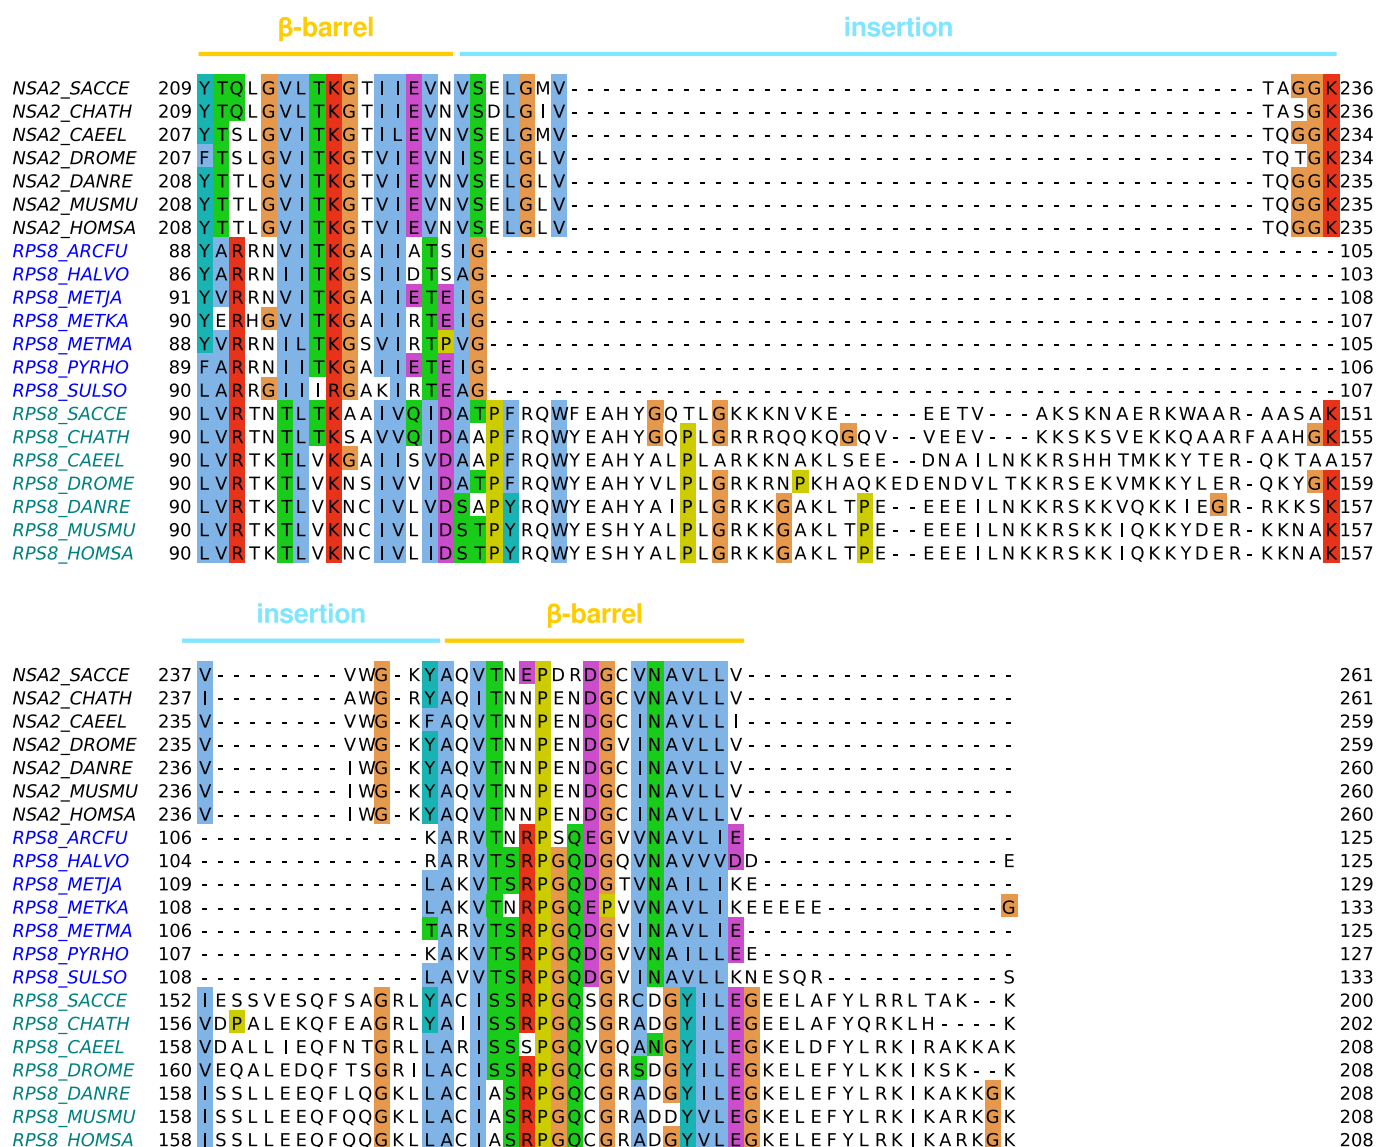 β-barrel insertion
NSA2_SACCE 209 YTQLGVLTKGTIIEVNVSELGMV-------------------------------------------TAGGK 236
NSA2_CHATH 209 YTQLGVLTKGTIIEVNVSDLGIV-------------------------------------------TASGK 236
NSA2_CAEEL 207 YTSLGVITKGTILEVNVSELGMV-------------------------------------------TQGGK 234
NSA2_DROME 207 FTSLGVITKGTVIEVNISELGLV-------------------------------------------TQTGK 234
NSA2_DANRE 208 YTTLGVITKGTVIEVNVSELGLV-------------------------------------------TQGGK 235
NSA2_MUSMU 208 YTTLGVITKGTVIEVNVSELGLV-------------------------------------------TQGGK 235
NSA2_HOMSA 208 YTTLGVITKGTVIEVNVSELGLV-------------------------------------------TQGGK 235
RPS8_ARCFU 88 YARRNVITKGAIIATSIG----------------------------------------------------- 105
RPS8_HALVO 86 YARRNIITKGSIIDTSAG----------------------------------------------------- 103
RPS8_METJA 91 YVRRNVITKGAIIETEIG----------------------------------------------------- 108
RPS8_METKA 90 YERHGVITKGAIIRTEIG----------------------------------------------------- 107
RPS8_METMA 88 YVRRNILTKGSVIRTPVG----------------------------------------------------- 105
RPS8_PYRHO 89 FARRNIITKGAIIETEIG----------------------------------------------------- 106
RPS8_SULSO 90 LARRGIIIRGAKIRTEAG----------------------------------------------------- 107
RPS8_SACCE 90 LVRTNTLTKAAIVQIDATPFRQWFEAHYGQTLGKKKNVKE-----EETV---AKSKNAERKWAAR-AASAK 151
RPS8_CHATH 90 LVRTNTLTKSAVVQIDAAPFRQWYEAHYGQPLGRRRQQKQGQV--VEEV---KKSKSVEKKQAARFAAHGK 155
RPS8_CAEEL 90 LVRTKTLVKGAIISVDAAPFRQWYEAHYALPLARKKNAKLSEE--DNAILNKKRSHHTMKKYTER-QKTAA 157
RPS8_DROME 90 LVRTKTLVKNSIVVIDATPFRQWYEAHYVLPLGRKRNPKHAQKEDENDVLTKKRSEKVMKKYLER-QKYGK 159
RPS8_DANRE 90 LVRTKTLVKNCIVLVDSAPYRQWYEAHYAIPLGRKKGAKLTPE--EEEILNKKRSKKVQKKIEGR-RKKSK 157
RPS8_MUSMU 90 LVRTKTLVKNCIVLIDSTPYRQWYESHYALPLGRKKGAKLTPE--EEEILNKKRSKKIQKKYDER-KKNAK 157
RPS8_HOMSA 90 LVRTKTLVKNCIVLIDSTPYRQWYESHYALPLGRKKGAKLTPE--EEEILNKKRSKKIQKKYDER-KKNAK 157
insertion β-barrel
NSA2_SACCE 237 V--------VWG-KYAQVTNEPDRDGCVNAVLLV----------------- 261
NSA2_CHATH 237 I--------AWG-RYAQITNNPENDGCVNAVLLV----------------- 261
NSA2_CAEEL 235 V--------VWG-KFAQVTNNPENDGCINAVLLI----------------- 259
NSA2_DROME 235 V--------VWG-KYAQVTNNPENDGVINAVLLV----------------- 259
NSA2_DANRE 236 V--------IWG-KYAQVTNNPENDGCINAVLLV----------------- 260
NSA2_MUSMU 236 V--------IWG-KYAQVTNNPENDGCINAVLLV----------------- 260
NSA2_HOMSA 236 V--------IWG-KYAQVTNNPENDGCINAVLLV----------------- 260
RPS8_ARCFU 106 --------------KARVTNRPSQEGVVNAVLIE----------------- 125
RPS8_HALVO 104 --------------RARVTSRPGQDGQVNAVVVDD---------------E 125
RPS8_METJA 109 --------------LAKVTSRPGQDGTVNAILIKE---------------- 129
RPS8_METKA 108 --------------LAKVTNRPGQEPVVNAVLIKEEEEE-----------G 133
RPS8_METMA 106 --------------TARVTSRPGQDGVVNAVLIE----------------- 125
RPS8_PYRHO 107 --------------KAKVTSRPGQDGVVNAILLEE---------------- 127
RPS8_SULSO 108 --------------LAVVTSRPGQDGVINAVLLKNESQR-----------S 133
RPS8_SACCE 152 IESSVESQFSAGRLYACISSRPGQSGRCDGYILEGEELAFYLRRLTAK--K 200
RPS8_CHATH 156 VDPALEKQFEAGRLYAIISSRPGQSGRADGYILEGEELAFYQRKLH----K 202
RPS8_CAEEL 158 VDALLIEQFNTGRLLARISSSPGQVGQANGYILEGKELDFYLRKIRAKKAK 208
RPS8_DROME 160 VEQALEDQFTSGRILACISSRPGQCGRSDGYILEGKELEFYLKKIKSK--K 208
RPS8_DANRE 158 ISSLLEEQFLQGKLLACIASRPGQCGRADGYILEGKELEFYLRKIKAKKGK 208
RPS8_MUSMU 158 ISSLLEEQFQQGKLLACIASRPGQCGRADDYVLEGKELEFYLRKIKARKGK 208
RPS8_HOMSA 158 ISSLLEEQFQQGKLLACIASRPGQCGRADGYVLEGKELEFYLRKIKARKGK 208